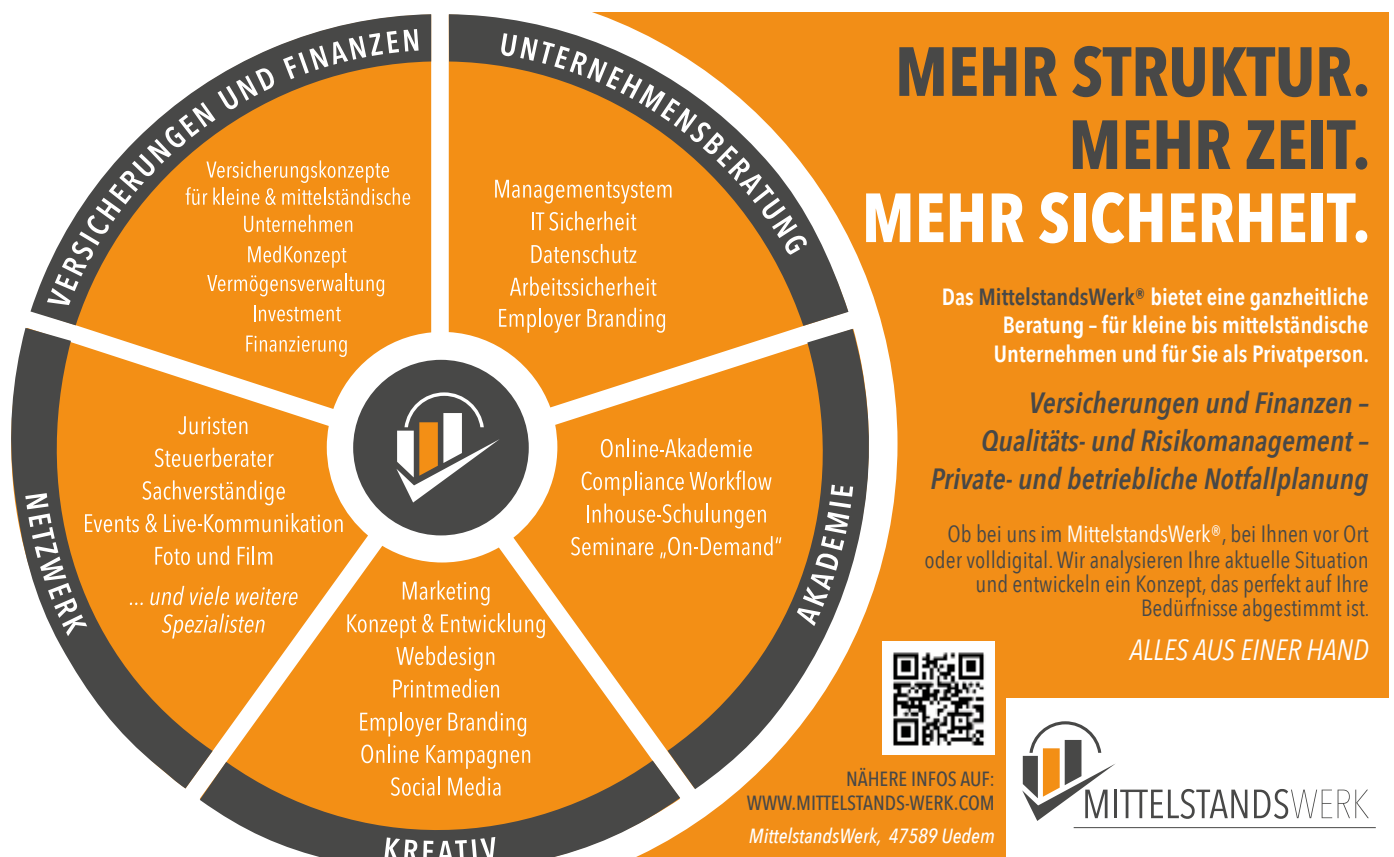 VERSICHERUNGEN UND FINANZEN
Versicherungskonzepte
für kleine & mittelständische
Unternehmen
MedKonzept
Vermögensverwaltung
Investment
Finanzierung
UNTERNEHMENSBERATUNG
Managementsystem
IT Sicherheit
Datenschutz
Arbeitssicherheit
Employer Branding
AKADEMIE
Online-Akademie
Compliance Workflow
Inhouse-Schulungen
Seminare „On-Demand“
KREATIV
Marketing
Konzept & Entwicklung
Webdesign
Printmedien
Employer Branding
Online Kampagnen
Social Media
NETZWERK
Juristen
Steuerberater
Sachverständige
Events & Live-Kommunikation
Foto und Film
... und viele weitere
Spezialisten
MEHR STRUKTUR.
MEHR ZEIT.
MEHR SICHERHEIT.
Das MittelstandsWerk® bietet eine ganzheitliche
Beratung – für kleine bis mittelständische
Unternehmen und für Sie als Privatperson.
Versicherungen und Finanzen –
Qualitäts- und Risikomanagement –
Private- und betriebliche Notfallplanung
Ob bei uns im MittelstandsWerk®, bei Ihnen vor Ort
oder volldigital. Wir analysieren Ihre aktuelle Situation
und entwickeln ein Konzept, das perfekt auf Ihre
Bedürfnisse abgestimmt ist.
ALLES AUS EINER HAND
NÄHERE INFOS AUF:
WWW.MITTELSTANDS-WERK.COM
MittelstandsWerk, 47589 Uedem
MITTELSTANDSWERK